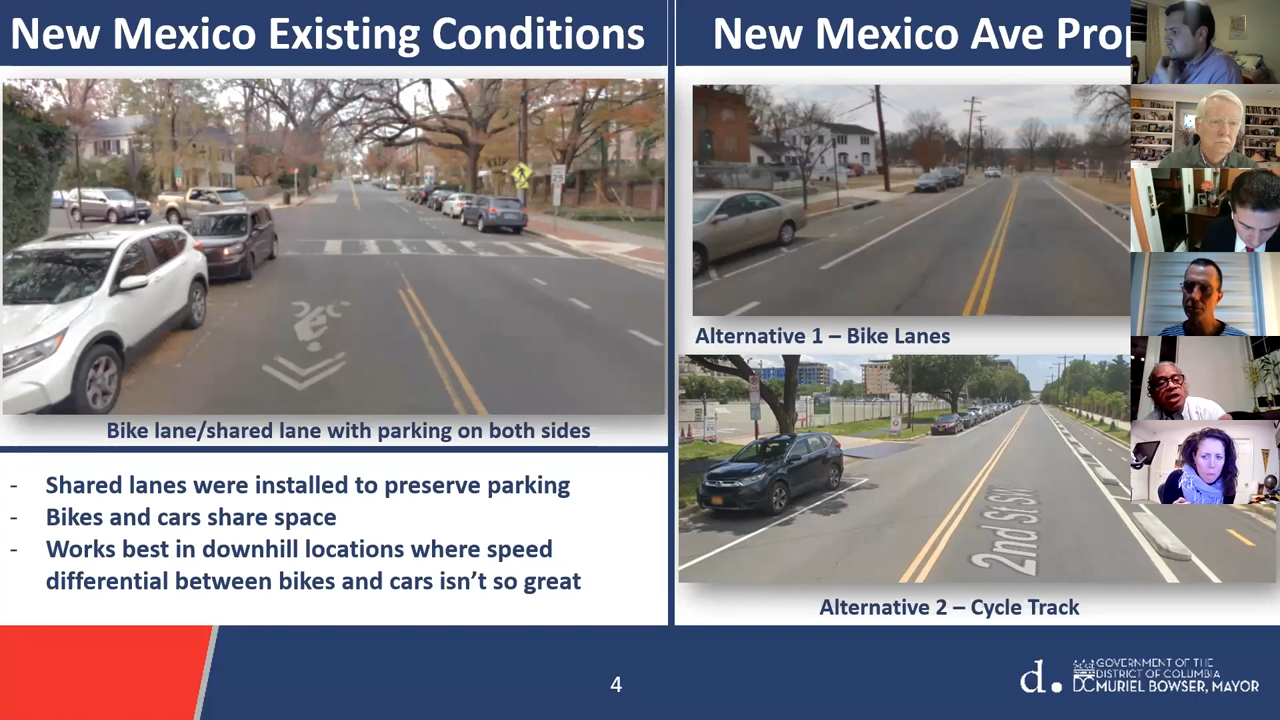 New Mexico Existing Conditions
Bike lane/shared lane with parking on both sides
- Shared lanes were installed to preserve parking
- Bikes and cars share space
- Works best in downhill locations where speed
differential between bikes and cars isn't so great
New Mexico Ave Prop
Alternative 1 – Bike Lanes
2nd St SW
Alternative 2 – Cycle Track
4
d.
GOVERNMENT OF THE
DISTRICT OF COLUMBIA
DC MURIEL BOWSER, MAYOR